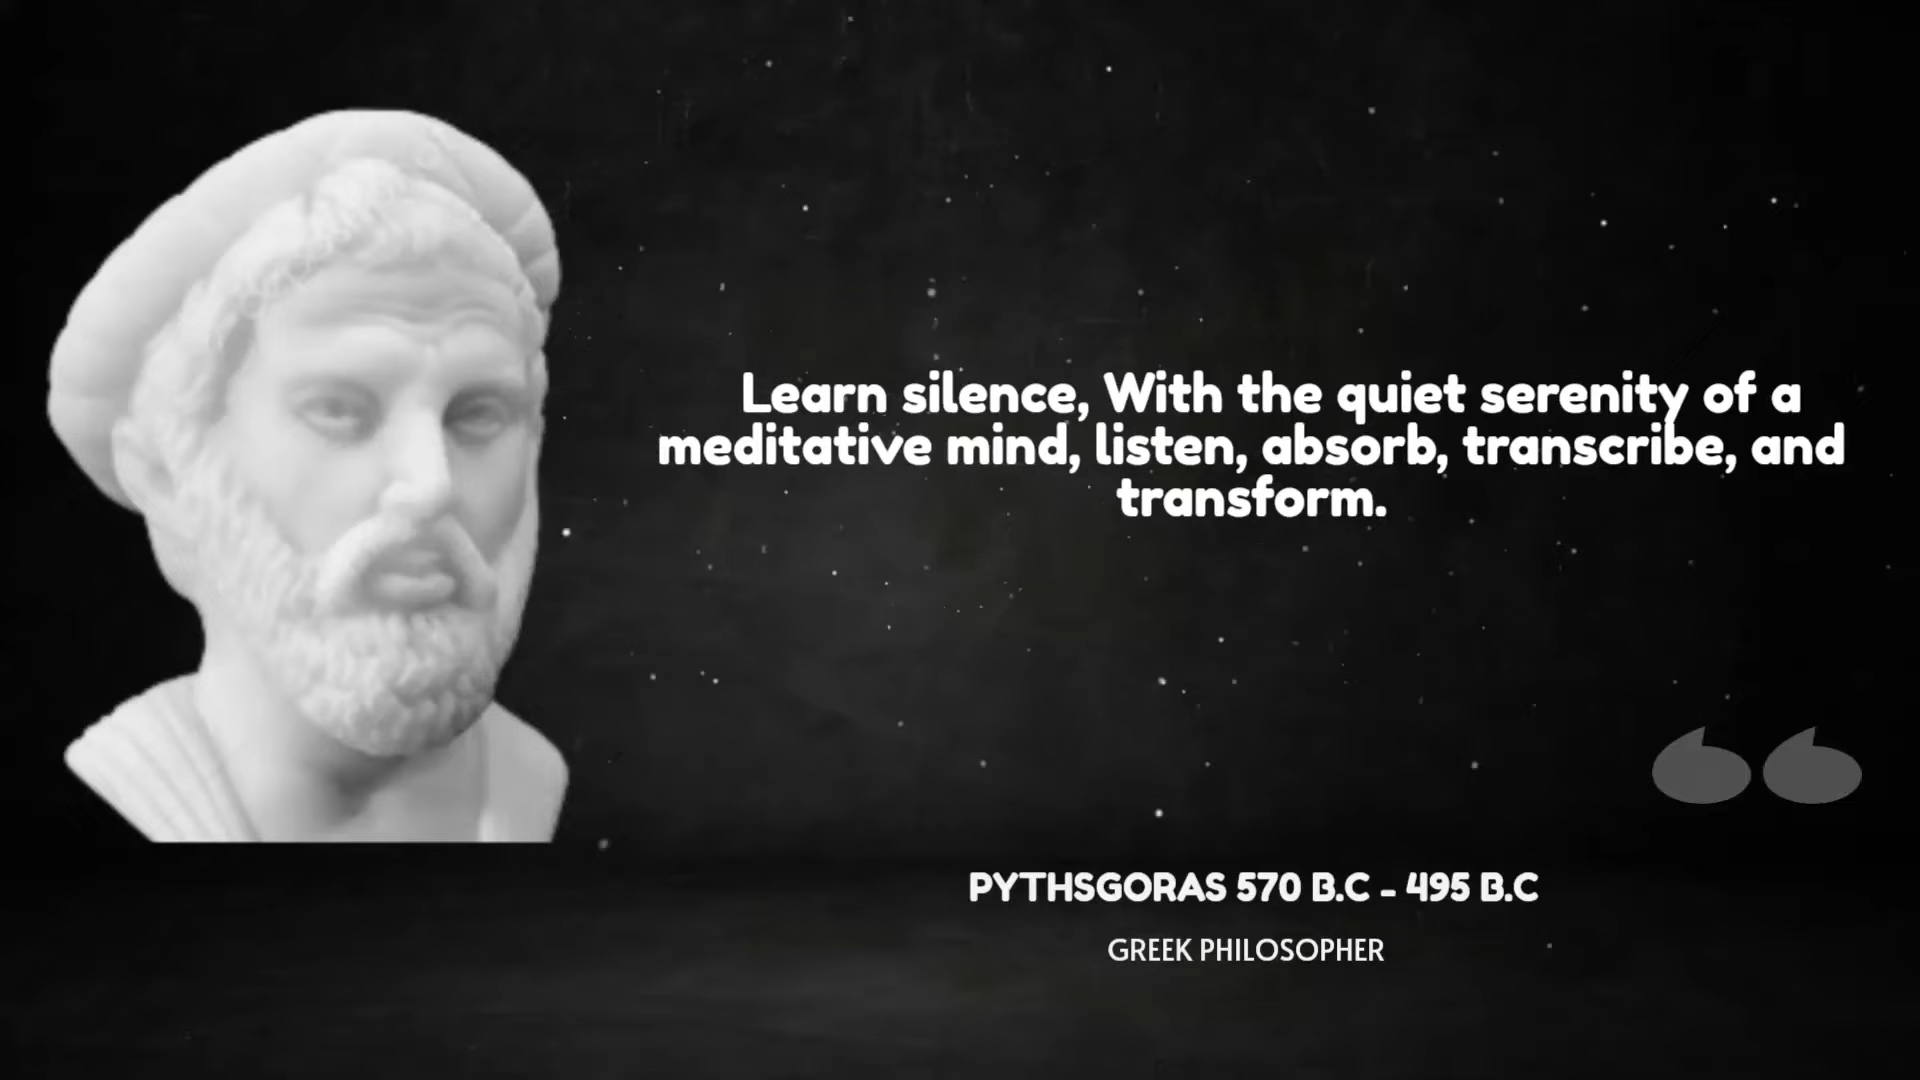 Learn silence, With the quiet serenity of a
meditative mind, listen, absorb, transcribe, and
transform.
PYTHSGORAS 570 B.C - 495 B.C
GREEK PHILOSOPHER